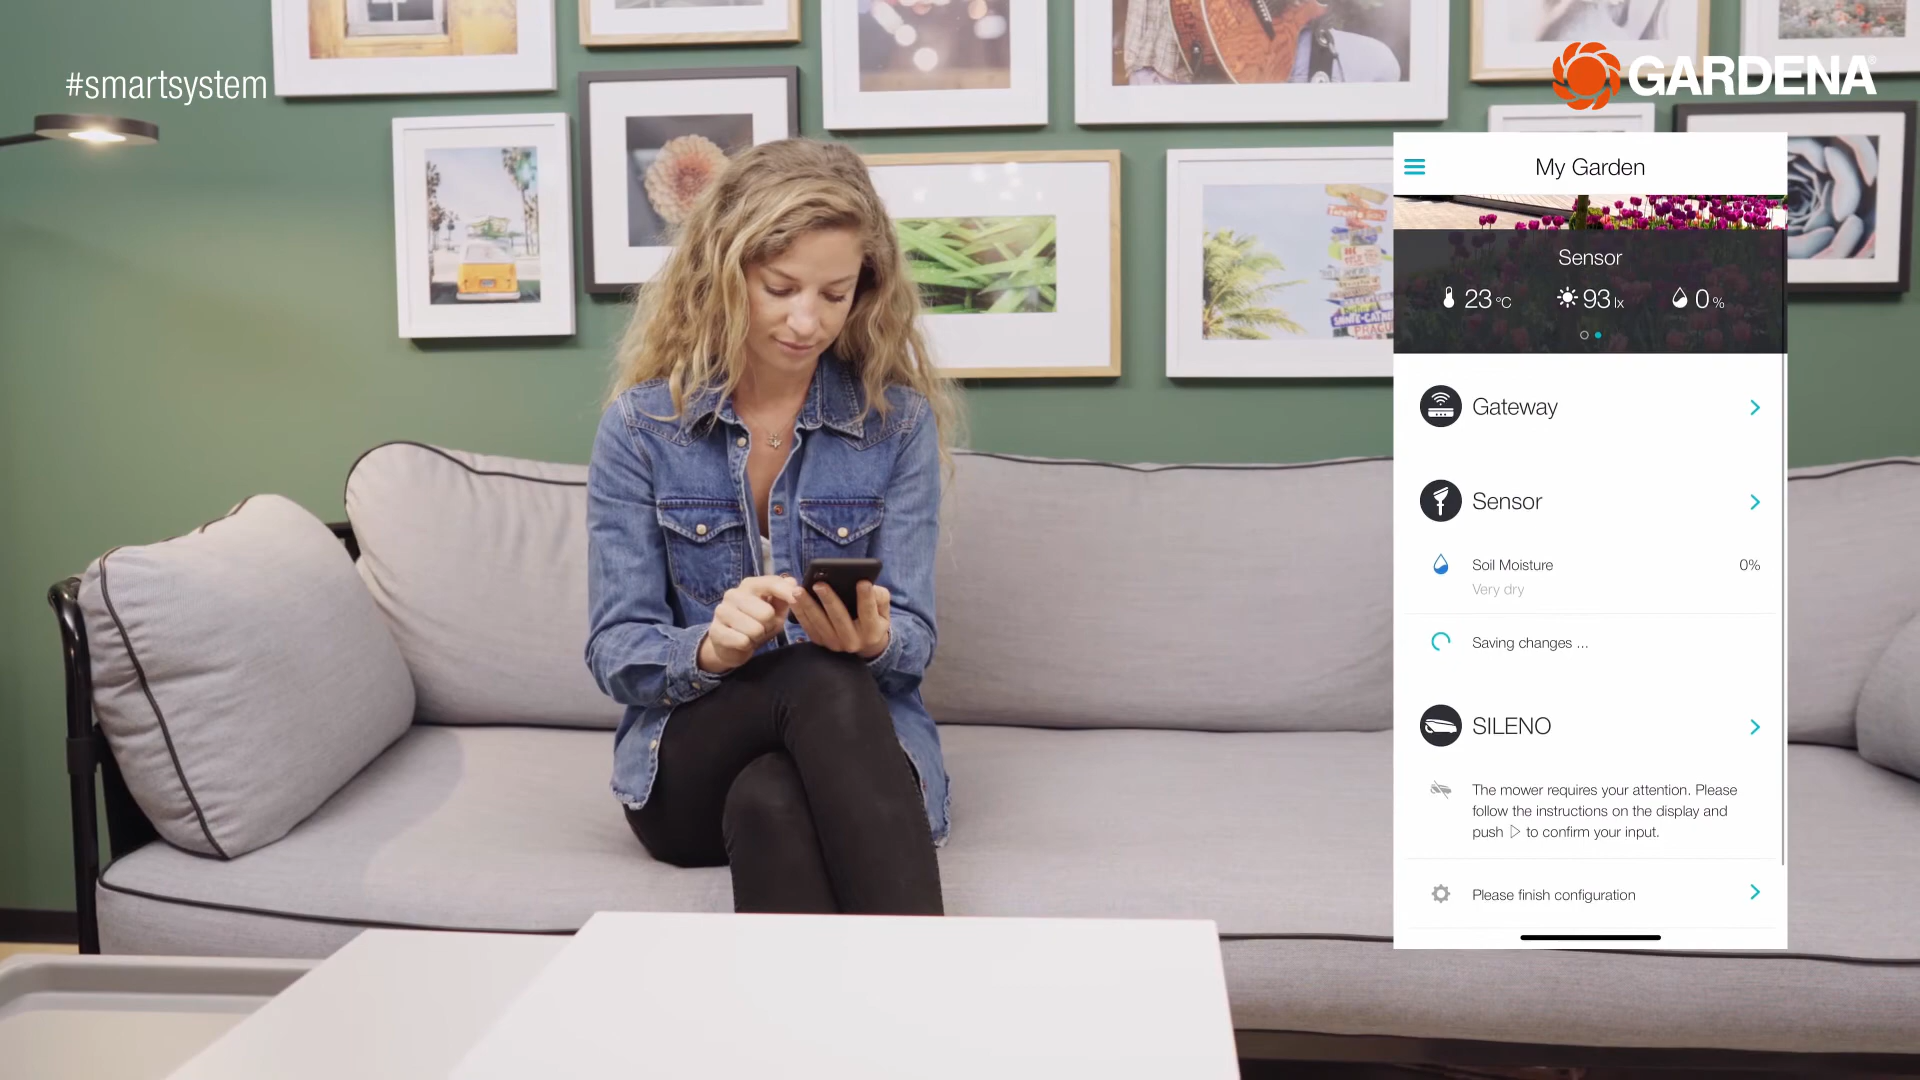 #smartsystem
GARDENA®
My Garden
Sensor
23 °C 93 lx 0 %
Gateway
Sensor
Soil Moisture 0%
Very dry
Saving changes ...
SILENO
The mower requires your attention. Please
follow the instructions on the display and
push ▷ to confirm your input.
Please finish configuration
PRAGUE